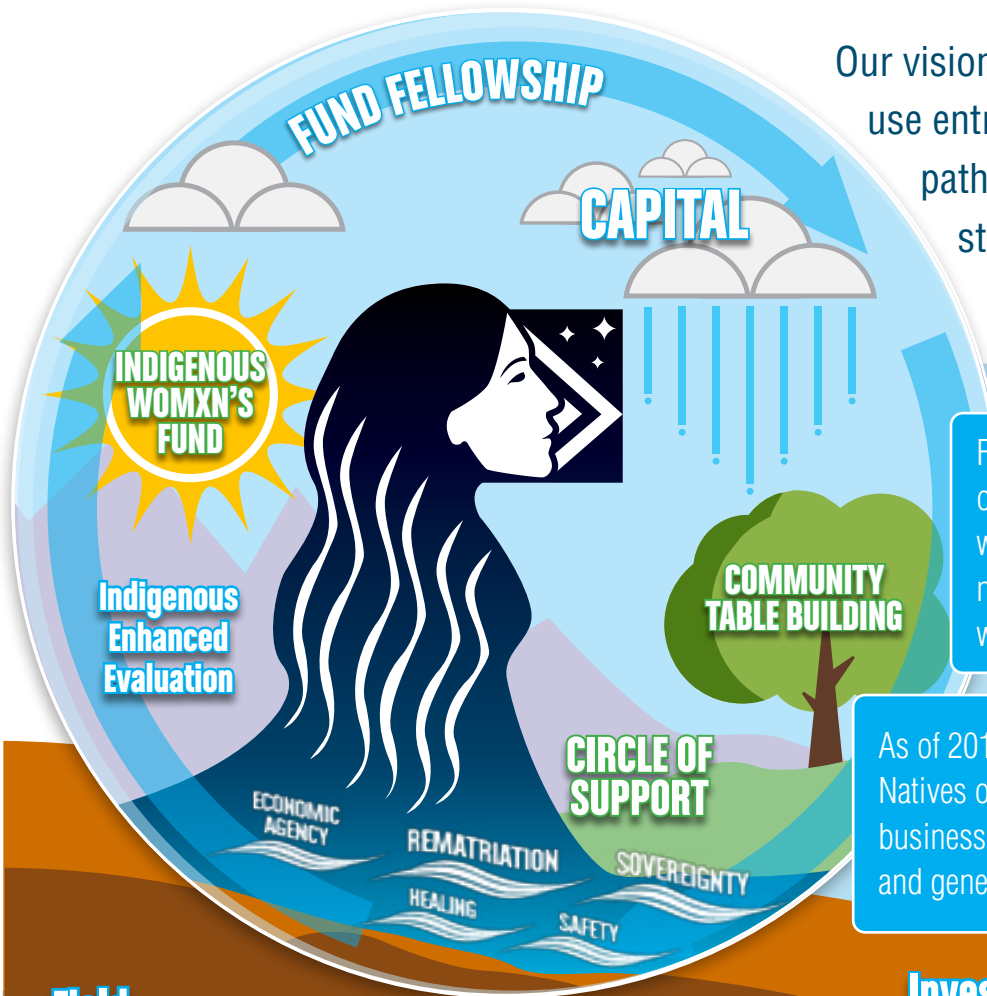 Our vision
use
path
st
FUND FELLOWSHIP
CAPITAL
INDIGENOUS
WOMXN'S
FUND
Indigenous
Enhanced
Evaluation
COMMUNITY
TABLE BUILDING
CIRCLE OF
SUPPORT
As of 201
Natives
business
and gene
ECONOMIC
AGENCY
REMATRIATION
SOVEREIGNTY
HEALING
SAFETY